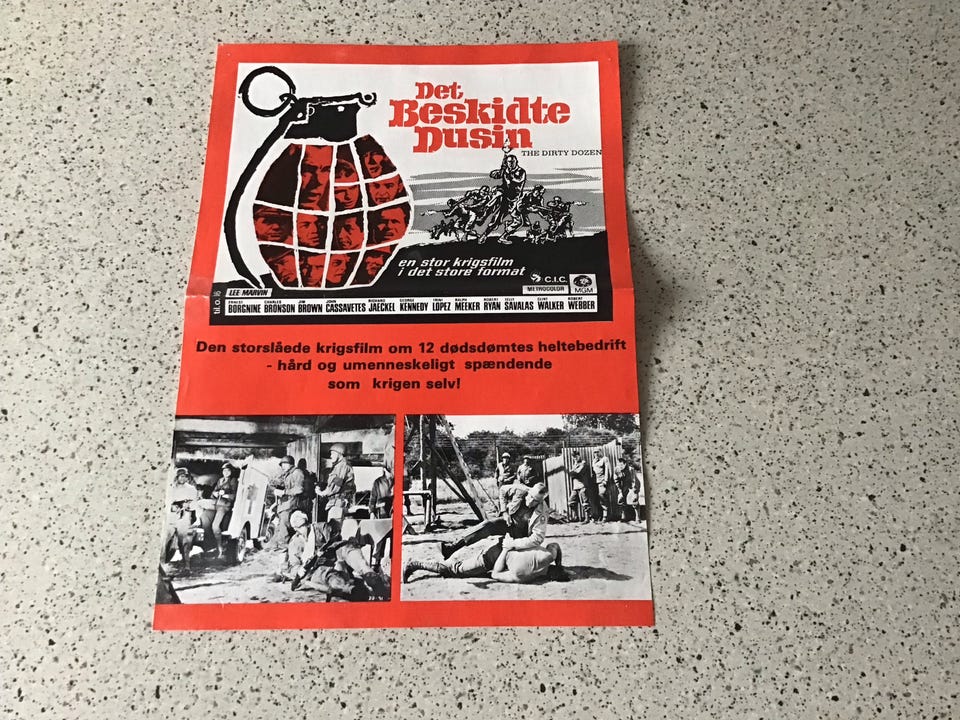 Det
Beskidte
Dusin
THE DIRTY DOZEN
en stor krigsfilm
i det store format
C.I.C.
METROCOLOR
MGM
til.o.16
LEE MARVIN
ERNEST BORGNINE CHARLES BRONSON JIM BROWN JOHN CASSAVETES RICHARD JAECKEL GEORGE KENNEDY TRINI LOPEZ RALPH MEEKER ROBERT RYAN TELLY SAVALAS CLINT WALKER ROBERT WEBBER
Den storslåede krigsfilm om 12 dødsdømtes heltebedrift
- hård og umenneskeligt spændende
som krigen selv!